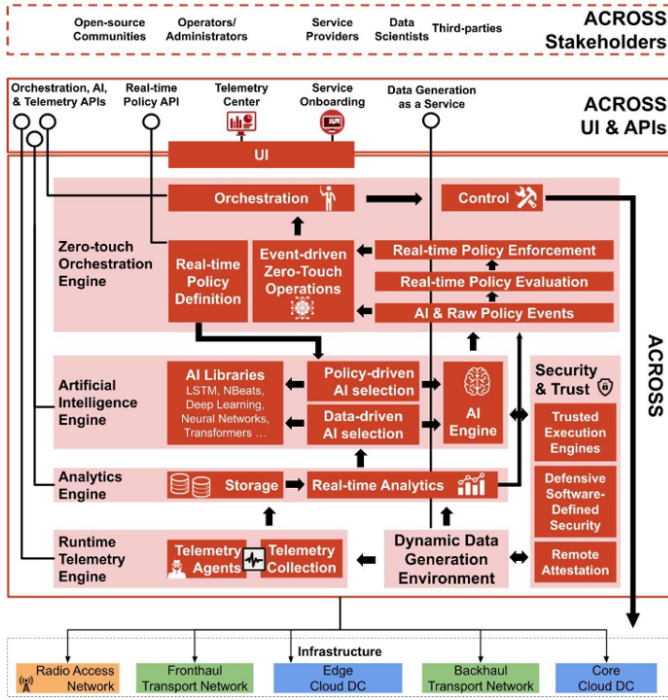 Open-source
Communities
Operators/
Administrators
Service
Providers
Data
Scientists
Third-parties
ACROSS
Stakeholders
Orchestration, AI,
& Telemetry APIs
Real-time
Policy API
Telemetry
Center
Service
Onboarding
Data Generation
as a Service
ACROSS
UI & APIs
UI
Orchestration
Control
Zero-touch
Orchestration
Engine
Real-time
Policy
Definition
Event-driven
Zero-Touch
Operations
Real-time Policy Enforcement
Real-time Policy Evaluation
AI & Raw Policy Events
ACROSS
Artificial
Intelligence
Engine
AI Libraries
LSTM, NBeats,
Deep Learning,
Neural Networks,
Transformers ...
Policy-driven
AI selection
Data-driven
AI selection
AI
Engine
Security
& Trust
Trusted
Execution
Engines
Defensive
Software-
Defined
Security
Remote
Attestation
Analytics
Engine
Storage
Real-time Analytics
Runtime
Telemetry
Engine
Telemetry
Agents
Telemetry
Collection
Dynamic Data
Generation
Environment
Infrastructure
Radio Access
Network
Fronthaul
Transport Network
Edge
Cloud DC
Backhaul
Transport Network
Core
Cloud DC